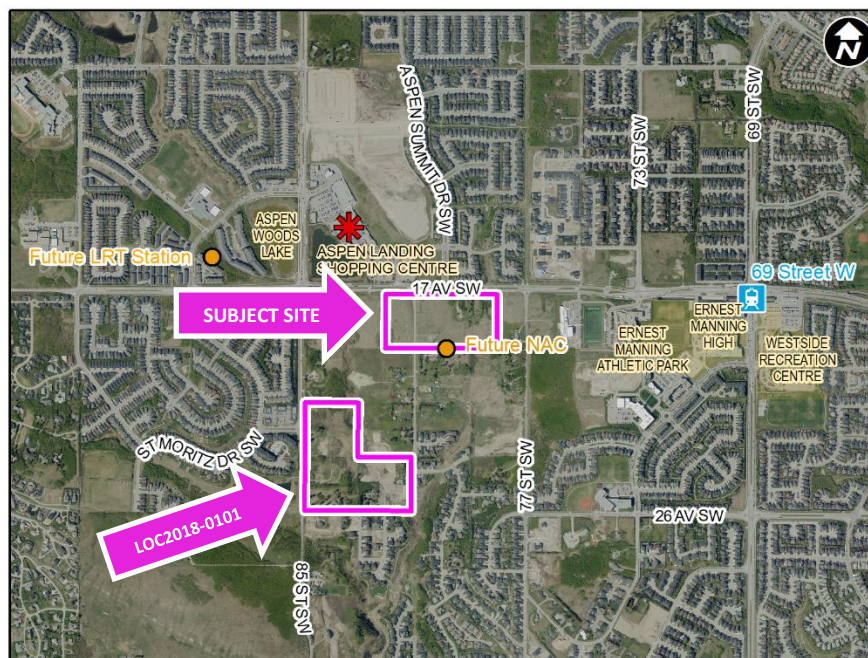 N
ASPEN SUMMIT DR SW
73 ST SW
69 ST SW
ASPEN
WOODS
LAKE
Future LRT Station
ASPEN LANDING
SHOPPING CENTRE
17 AV SW
69 Street W
SUBJECT SITE
Future NAC
ERNEST
MANNING
HIGH
ERNEST
MANNING
ATHLETIC PARK
WESTSIDE
RECREATION
CENTRE
ST MORITZ DR SW
77 ST SW
26 AV SW
LOC2018-0101
85 ST SW